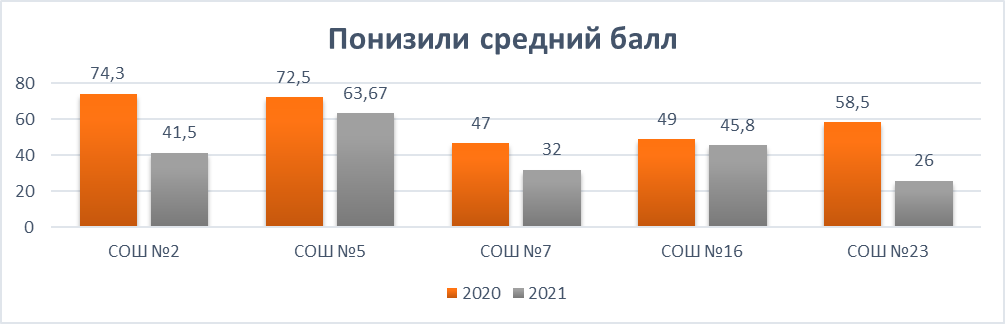 Понизили средний балл
74,3
72,5
63,67
58,5
80
60
40
20
0
41,5
47
32
49
45,8
26
СОШ №2
СОШ №5
СОШ №7
СОШ №16
СОШ №23
2020
2021